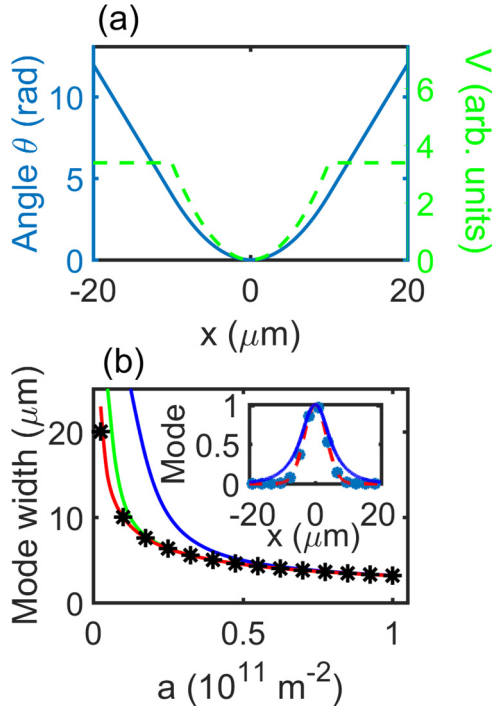 (a)
Angle θ (rad)
10
5
0
V (arb. units)
6
4
2
0
-20
0
20
x (μm)
(b)
Mode width (μm)
20
10
0
Mode
1
0.5
0
-20
0
20
x (μm)
0
0.5
1
a (10¹¹ m⁻²)